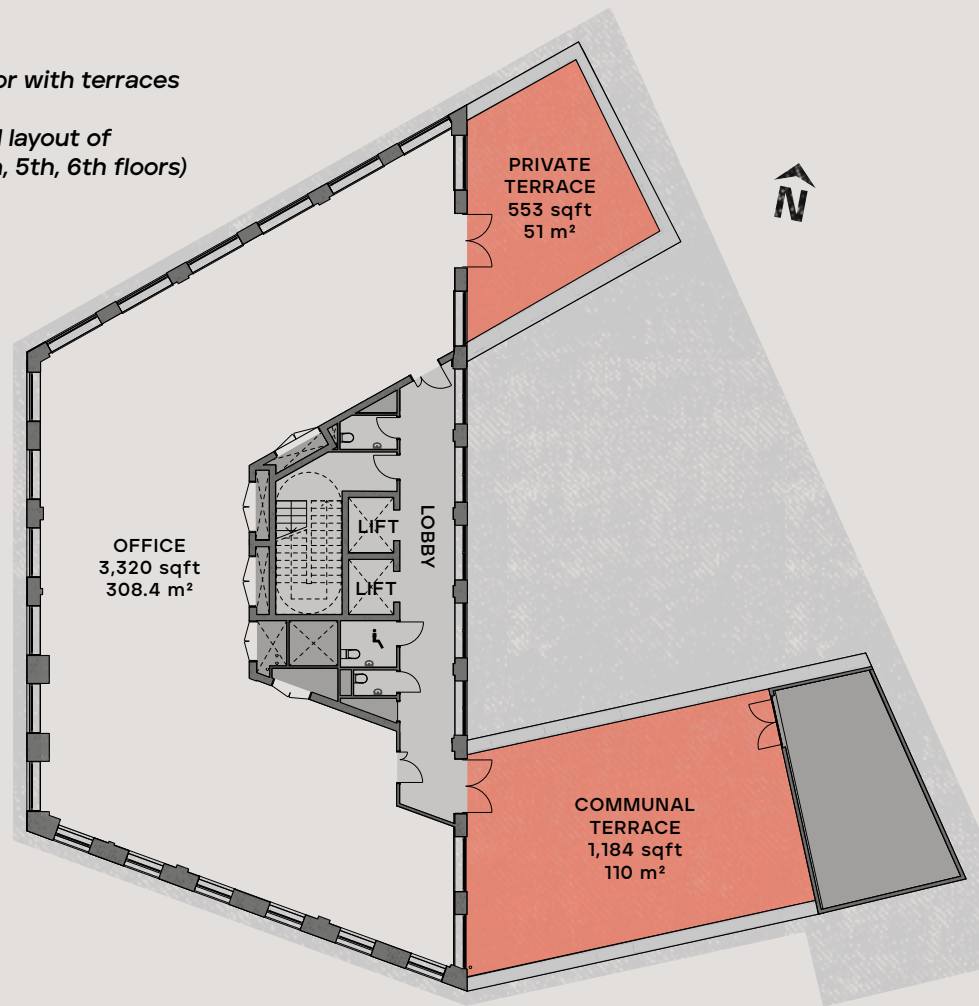 or with terraces
layout of
5th, 6th floors)
PRIVATE
TERRACE
553 sqft
51 m²
N
OFFICE
3,320 sqft
308.4 m²
LIFT
LIFT
LOBBY
COMMUNAL
TERRACE
1,184 sqft
110 m²